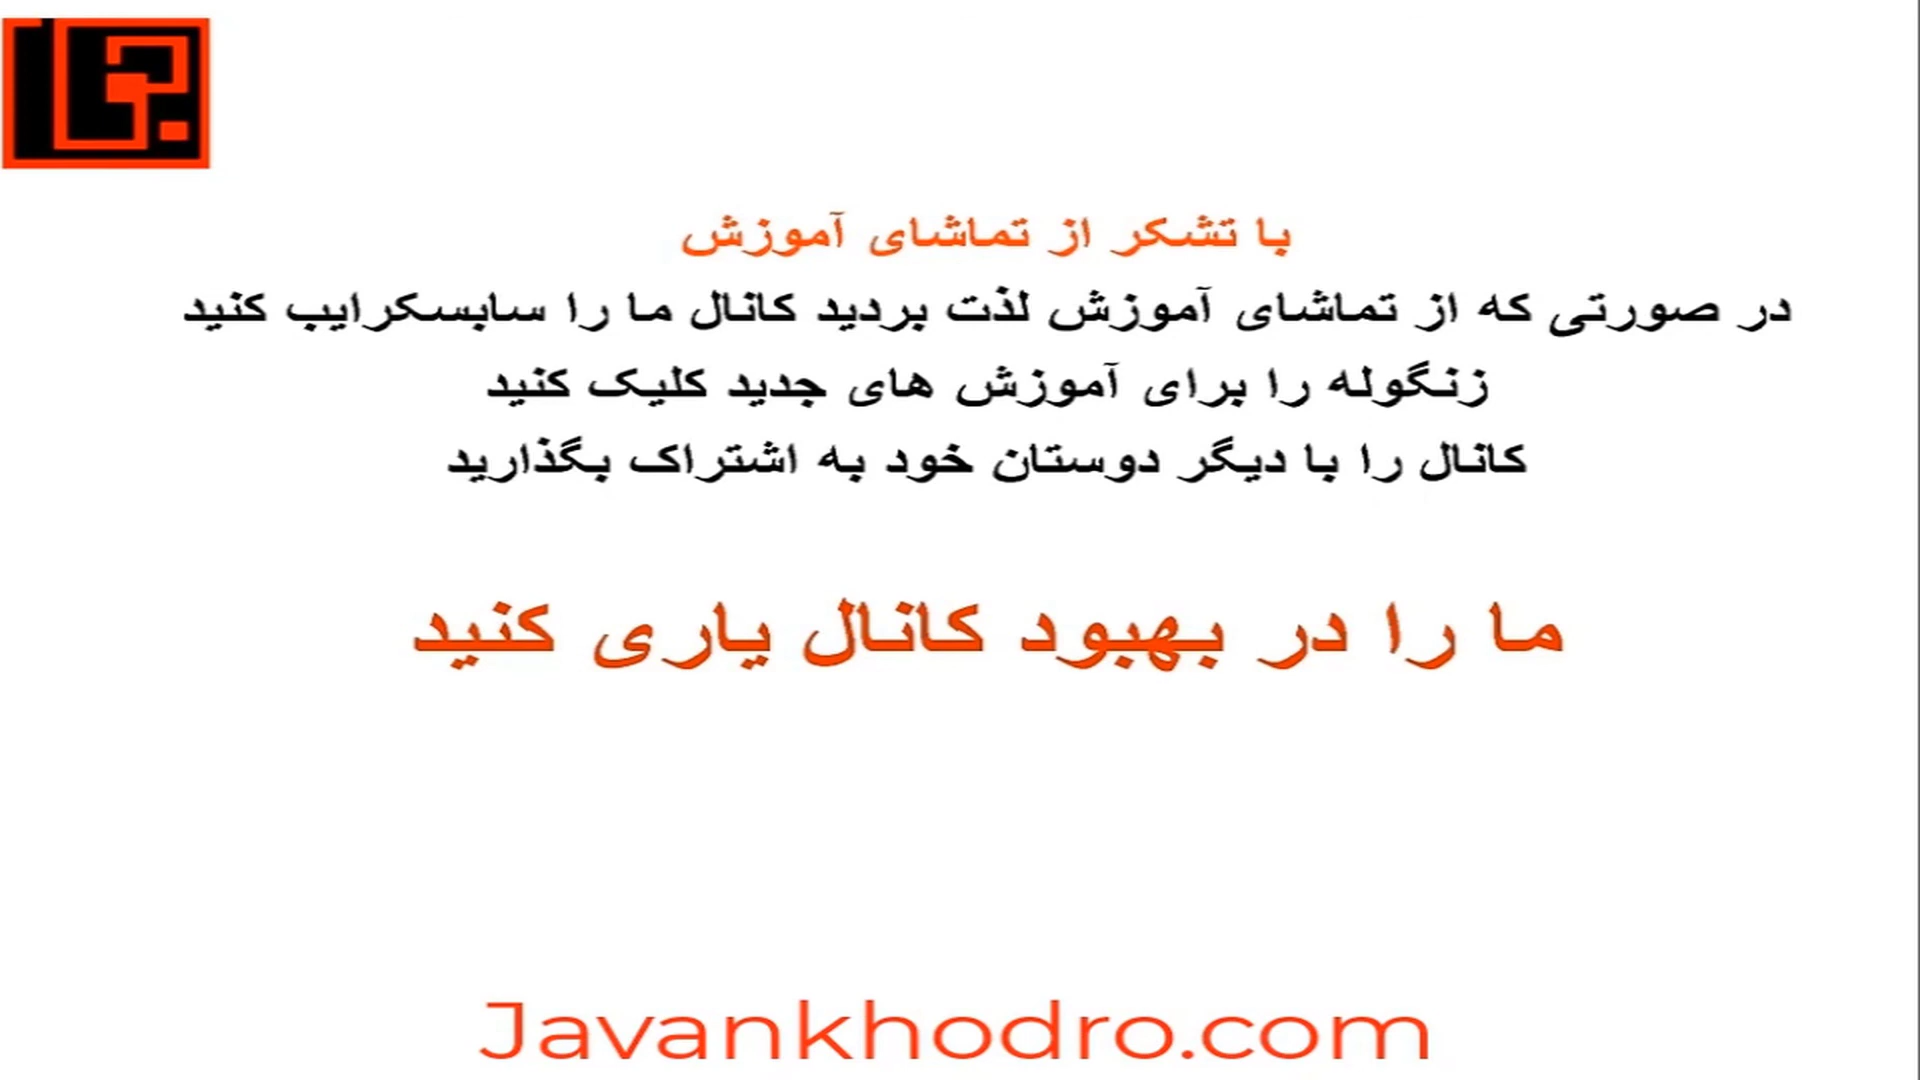 با تشکر از تماشای آموزش
در صورتی که از تماشای آموزش لذت بردید کانال ما را سابسکرایب کنید
زنگوله را برای آموزش های جدید کلیک کنید
کانال را با دیگر دوستان خود به اشتراک بگذارید
ما را در بهبود کانال یاری کنید
Javankhodro.com